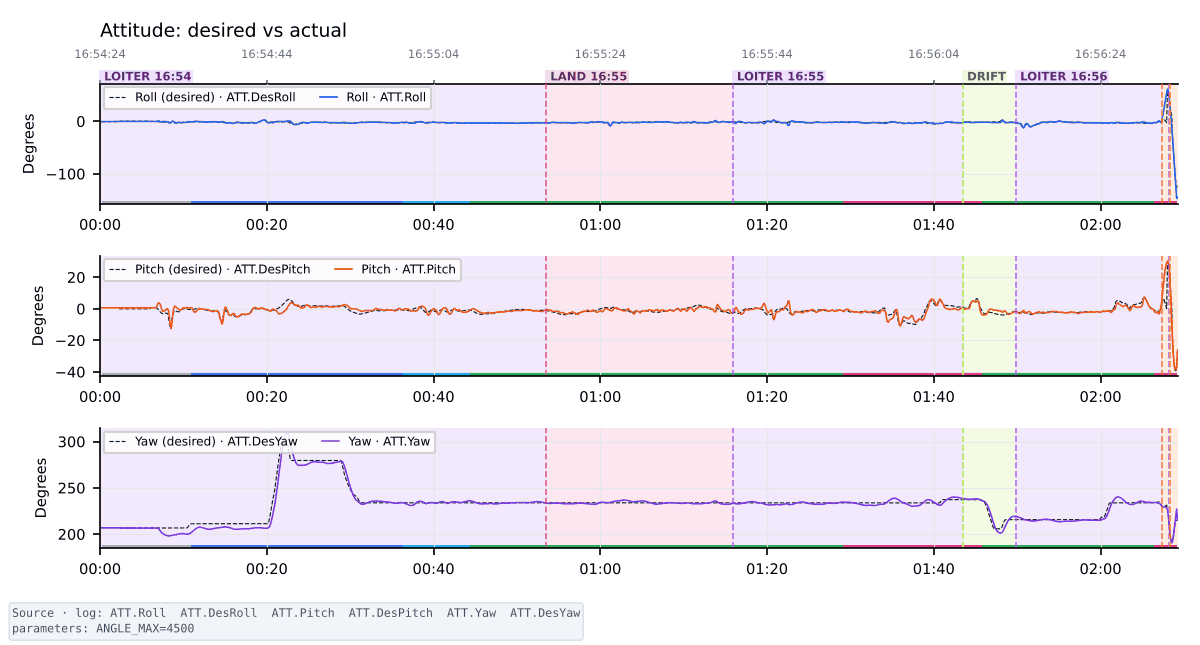 Attitude: desired vs actual
16:54:24 16:54:44 16:55:04 16:55:24 16:55:44 16:56:04 16:56:24
LOITER 16:54 LAND 16:55 LOITER 16:55 DRIFT LOITER 16:56
Roll (desired) · ATT.DesRoll Roll · ATT.Roll
Degrees
0
−100
00:00 00:20 00:40 01:00 01:20 01:40 02:00
Pitch (desired) · ATT.DesPitch Pitch · ATT.Pitch
Degrees
20
0
−20
−40
00:00 00:20 00:40 01:00 01:20 01:40 02:00
Yaw (desired) · ATT.DesYaw Yaw · ATT.Yaw
Degrees
300
250
200
00:00 00:20 00:40 01:00 01:20 01:40 02:00
Source · log: ATT.Roll ATT.DesRoll ATT.Pitch ATT.DesPitch ATT.Yaw ATT.DesYaw
parameters: ANGLE_MAX=4500